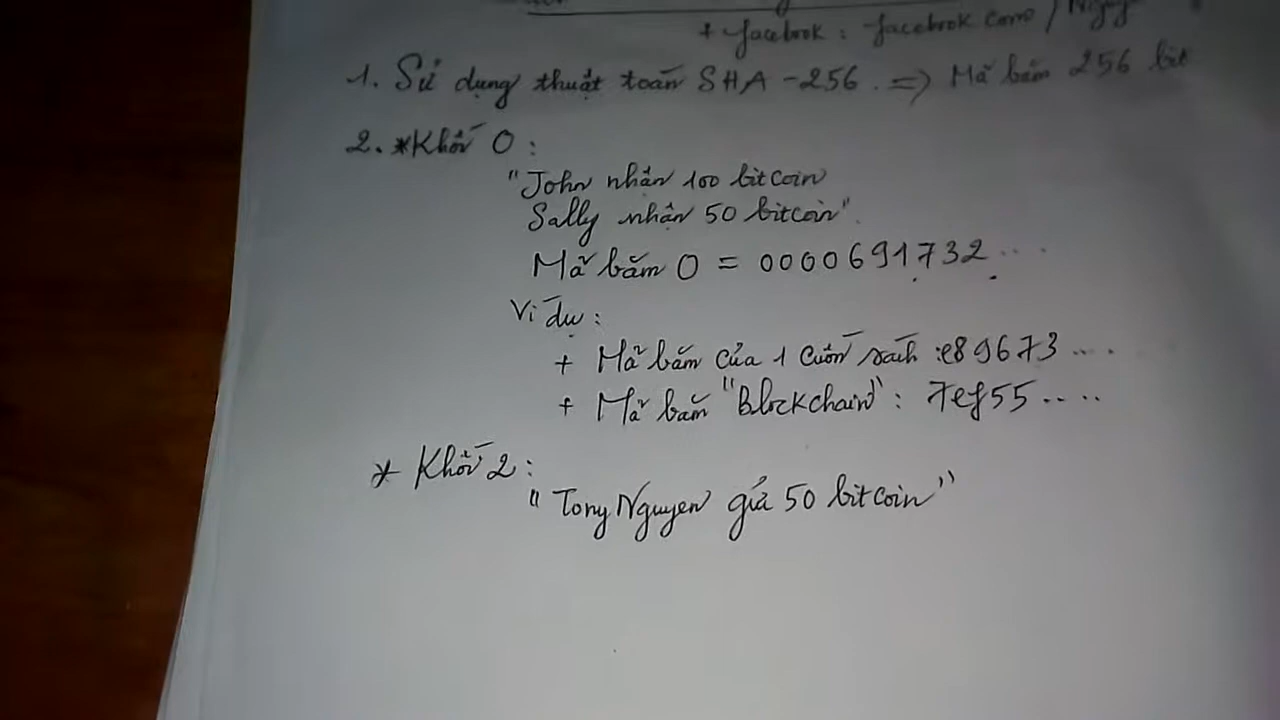 + facebook : facebook com /
1. Sử dụng thuật toán SHA -256 . => Mã băm 256 bit
2. *Khối 0 :
"John nhận 100 bitcoin
Sally nhận 50 bitcoin".
Mã băm 0 = 0000691732 ....
Ví dụ :
+ Mã băm của 1 cuốn sách : e89673 ....
+ Mã băm "Blockchain" : 7ef55 ....
* Khối 2 :
"Tony Nguyen gửi 50 bitcoin"